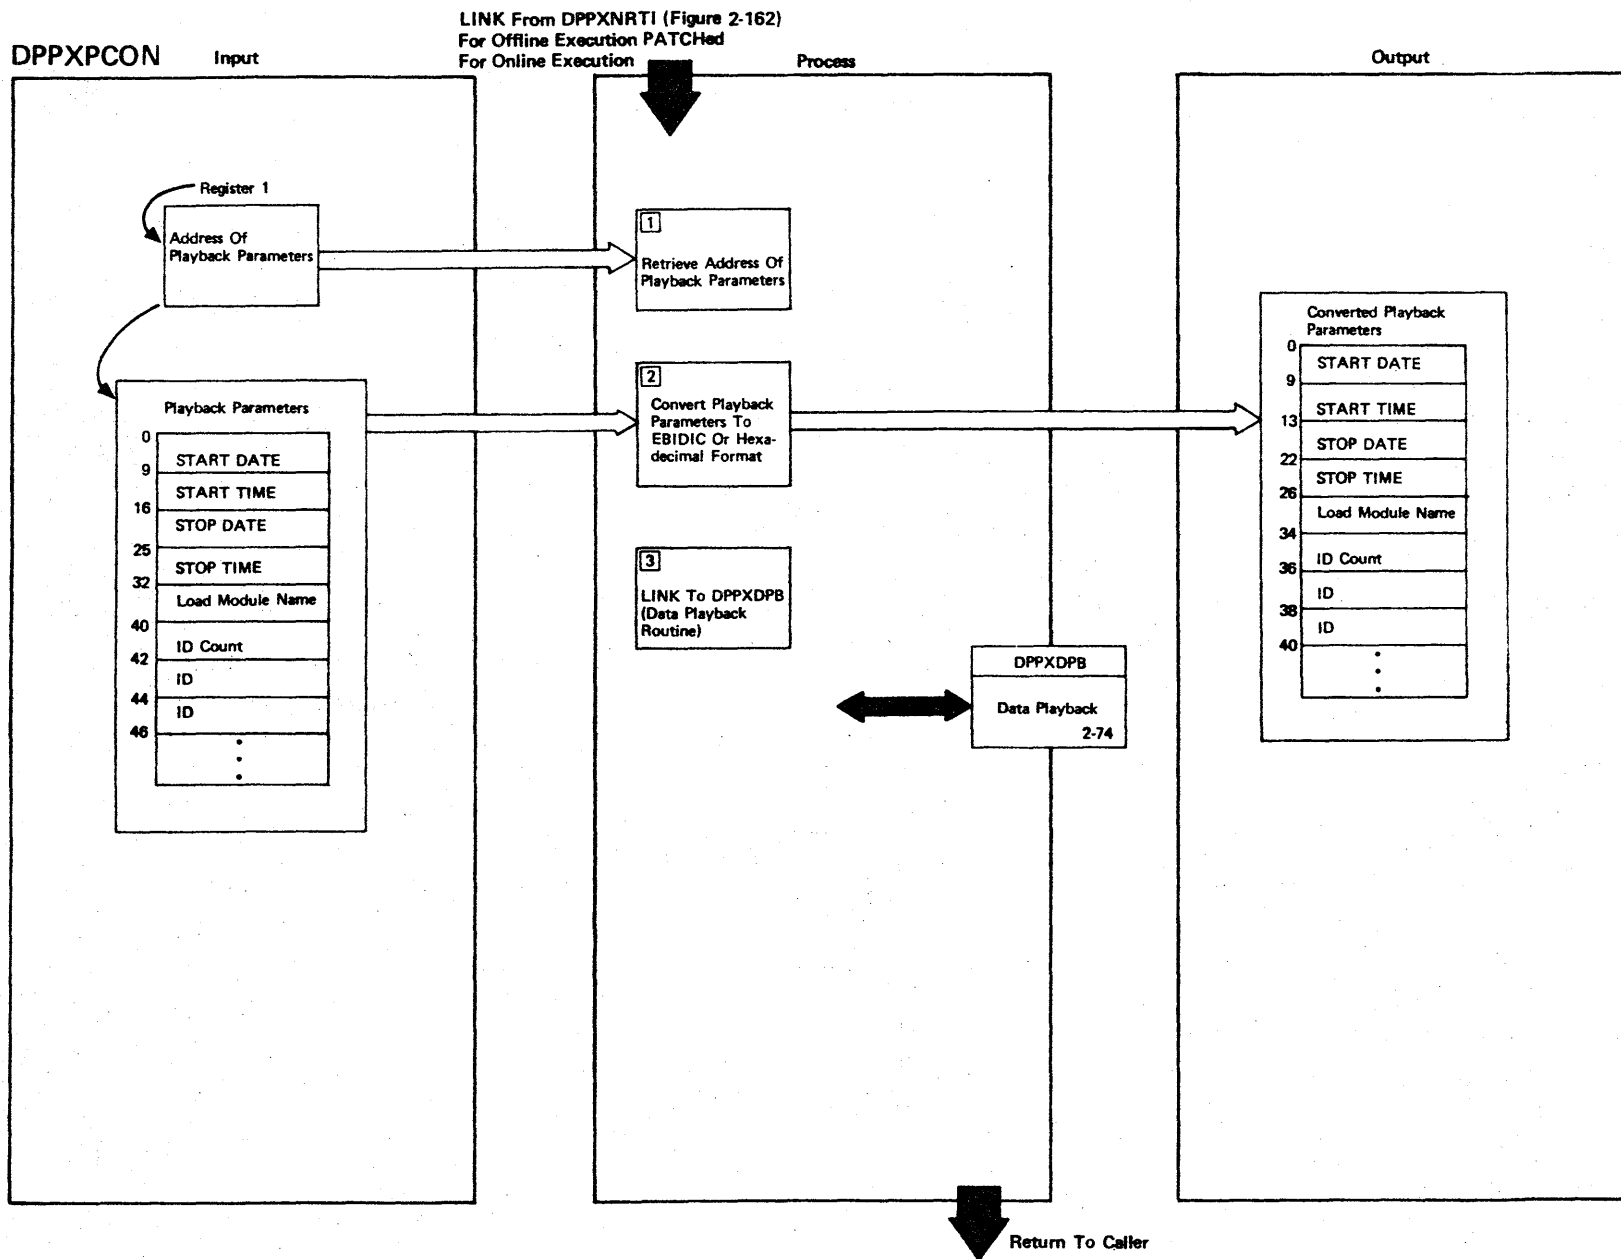 LINK From DPPXNRTI (Figure 2-162)
For Offline Execution PATCHed
For Online Execution
DPPXPCON
Input
Process
Output
Register 1
Address Of
Playback Parameters
Playback Parameters
0
START DATE
9
START TIME
16
STOP DATE
25
STOP TIME
32
Load Module Name
40
ID Count
42
ID
44
ID
46
1
Retrieve Address Of
Playback Parameters
2
Convert Playback
Parameters To
EBIDIC Or Hexa-
decimal Format
3
LINK To DPPXDPB
(Data Playback
Routine)
DPPXDPB
Data Playback
2-74
Converted Playback
Parameters
0
START DATE
9
START TIME
13
STOP DATE
22
STOP TIME
26
Load Module Name
34
ID Count
36
ID
38
ID
40
Return To Caller